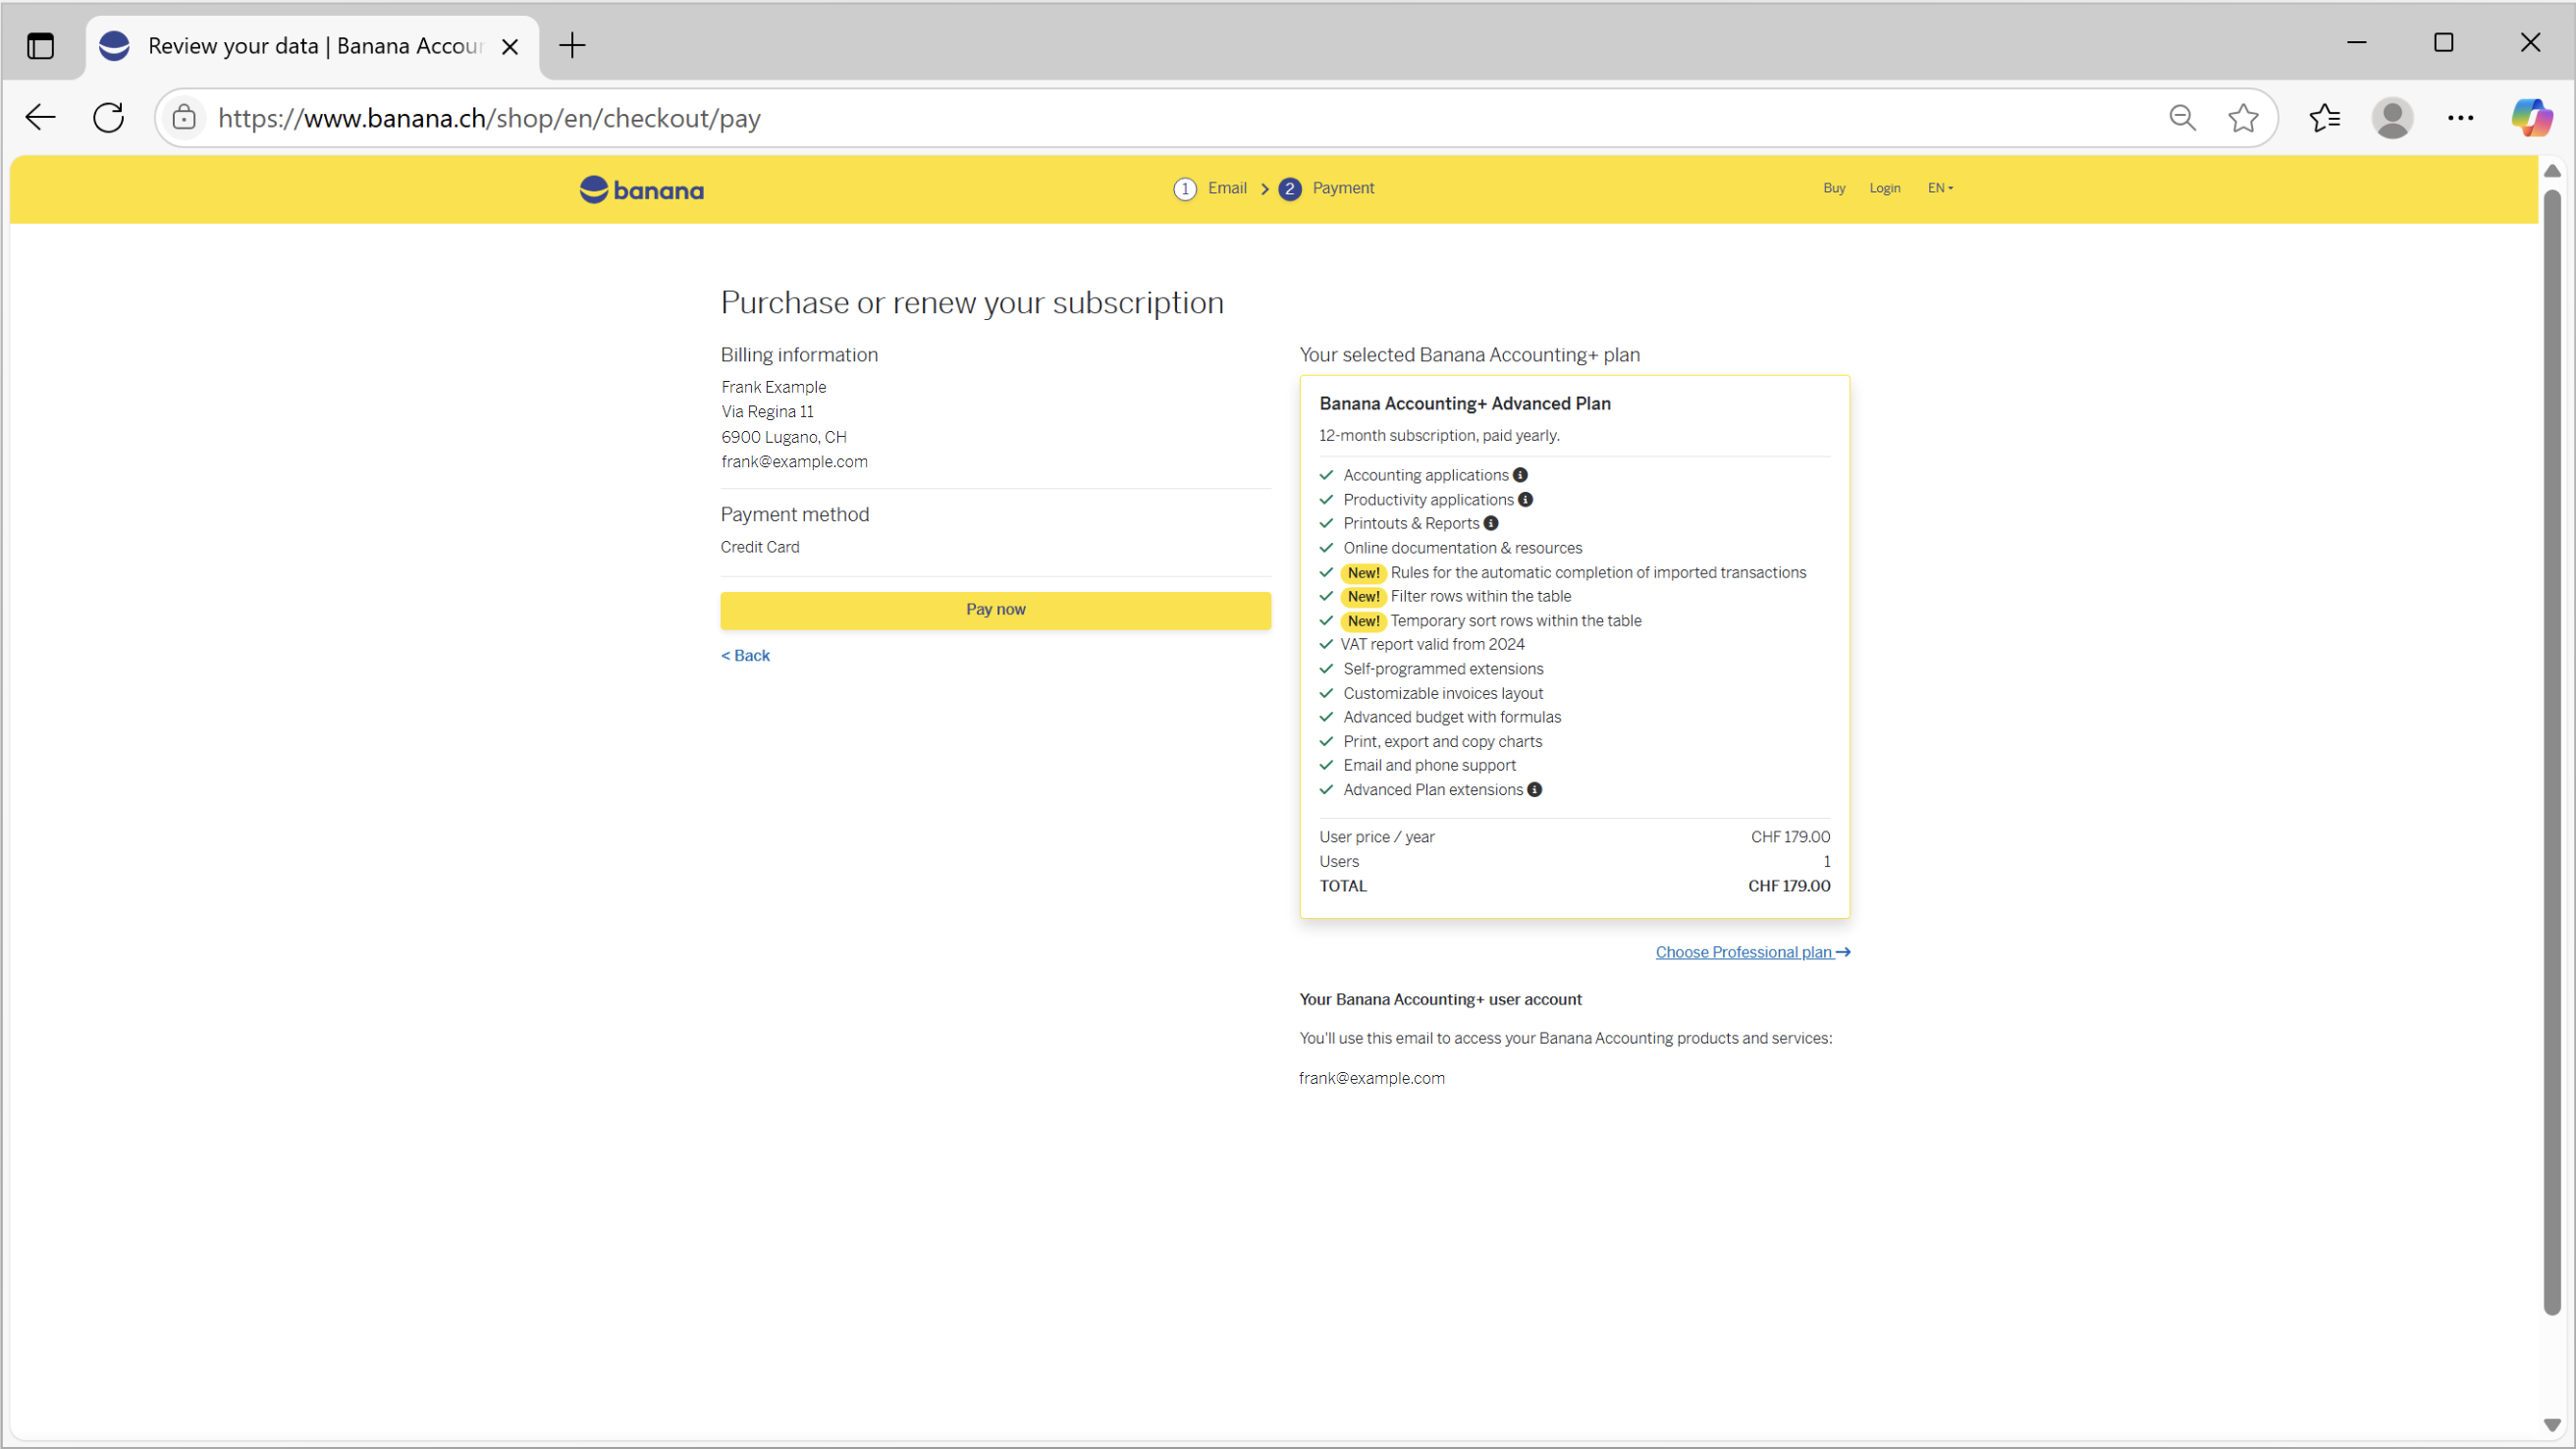 Review your data | Banana Accoun
https://www.banana.ch/shop/en/checkout/pay
banana
1 Email > 2 Payment
Buy Login EN
Purchase or renew your subscription
Billing information
Frank Example
Via Regina 11
6900 Lugano, CH
frank@example.com
Payment method
Credit Card
Pay now
< Back
Your selected Banana Accounting+ plan
Banana Accounting+ Advanced Plan
12-month subscription, paid yearly.
Accounting applications
Productivity applications
Printouts & Reports
Online documentation & resources
New! Rules for the automatic completion of imported transactions
New! Filter rows within the table
New! Temporary sort rows within the table
VAT report valid from 2024
Self-programmed extensions
Customizable invoices layout
Advanced budget with formulas
Print, export and copy charts
Email and phone support
Advanced Plan extensions
User price / year CHF 179.00
Users 1
TOTAL CHF 179.00
Choose Professional plan →
Your Banana Accounting+ user account
You'll use this email to access your Banana Accounting products and services:
frank@example.com